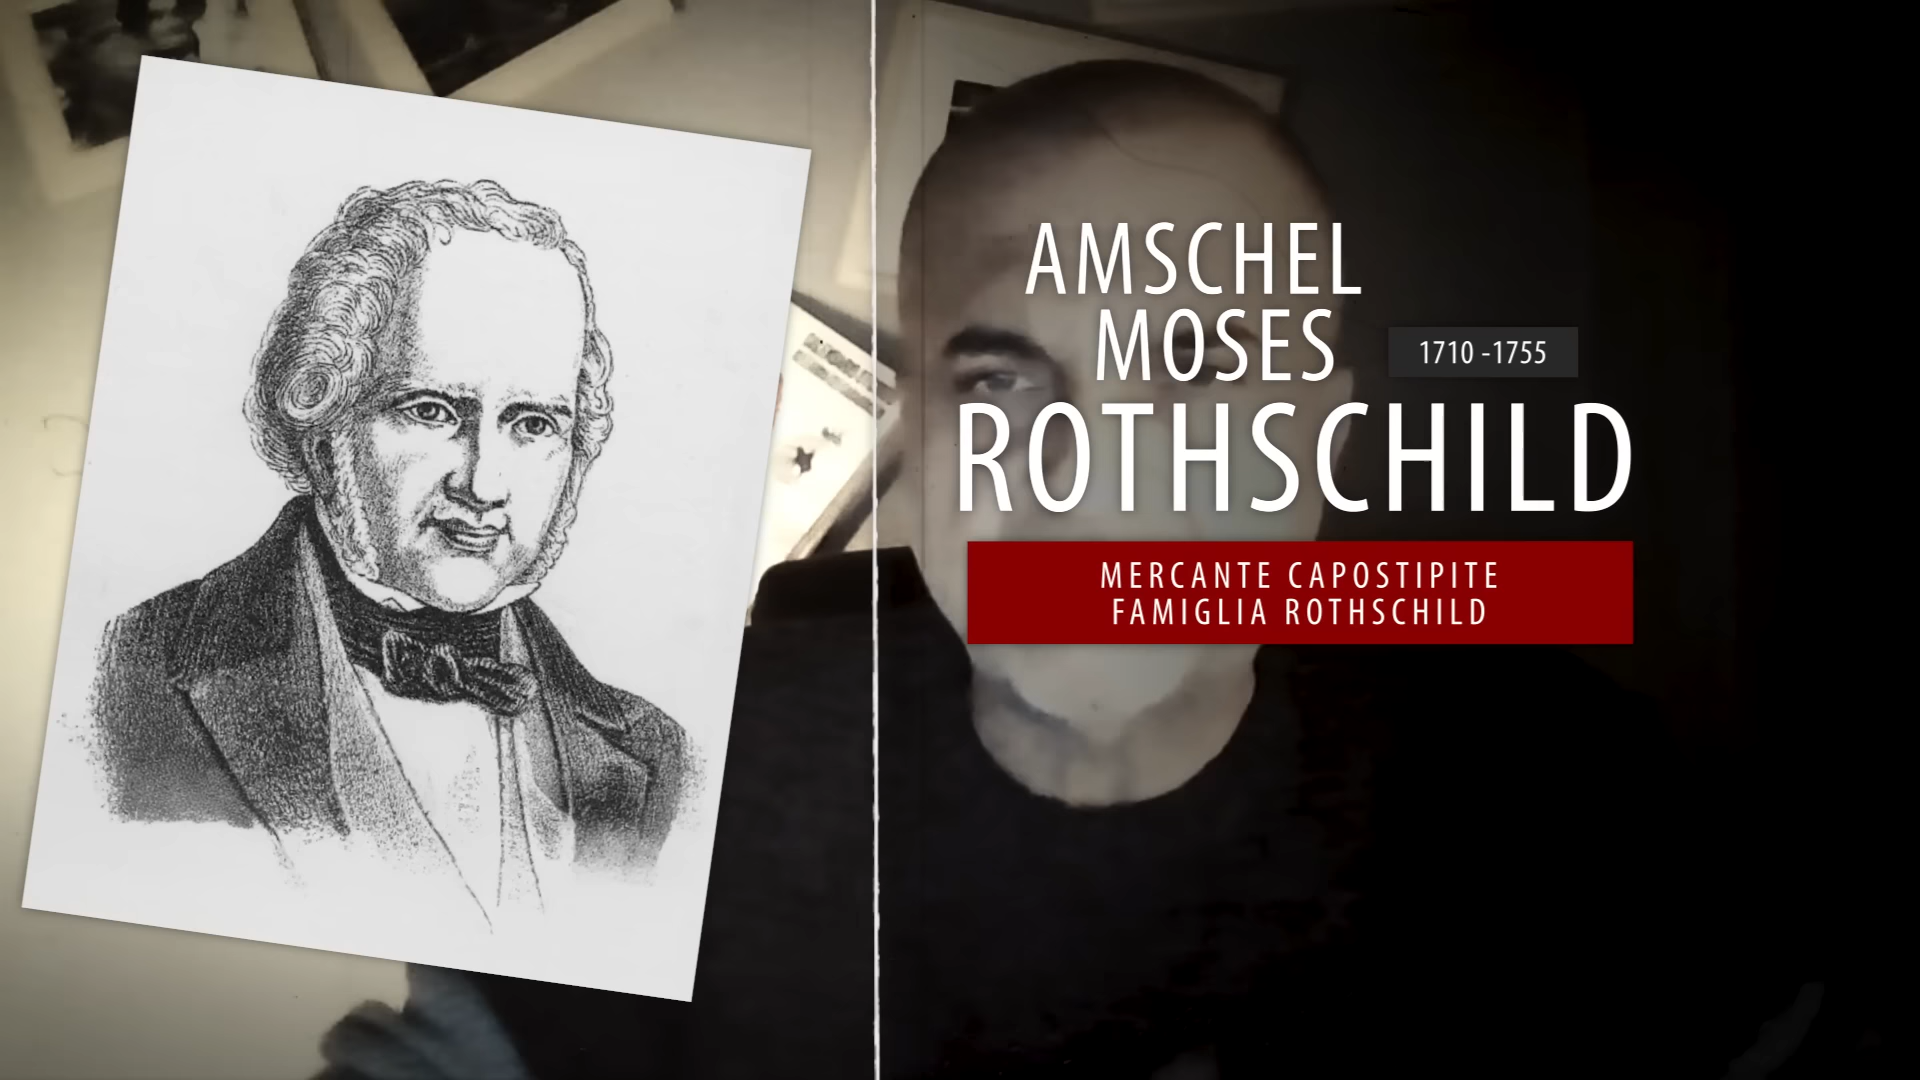 AMSCHEL
MOSES
1710 -1755
ROTHSCHILD
MERCANTE CAPOSTIPITE
FAMIGLIA ROTHSCHILD